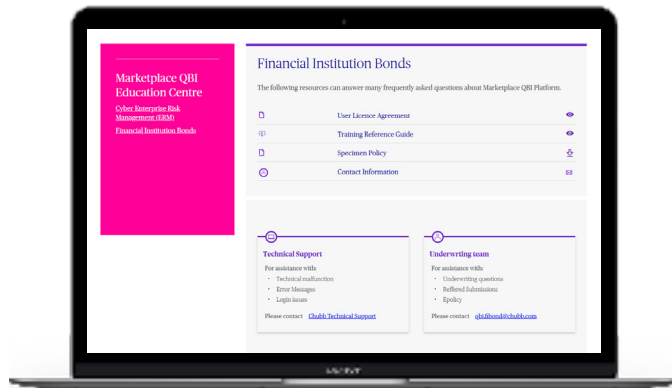 Marketplace QBI
Education Centre
Cyber Enterprise Risk
Management (ERM)
Financial Institution Bonds
Financial Institution Bonds
The following resources can answer many frequently asked questions about Marketplace QBI Platform.
User Licence Agreement
Training Reference Guide
Specimen Policy
Contact Information
Technical Support
For assistance with:
· Technical malfunction
· Error Messages
· Login issues
Please contact Chubb Technical Support
Underwriting team
For assistance with:
· Underwriting questions
· Reffered Submissions
· Epolicy
Please contact qbi.fibond@chubb.com